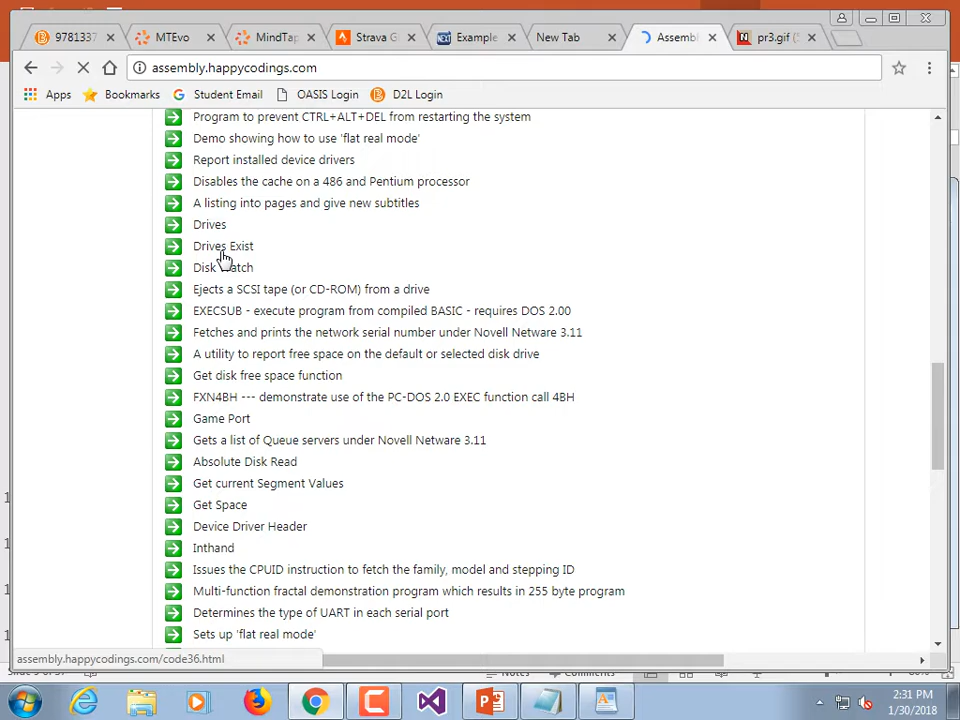 9781337
MTEvo
MindTap
Strava G
Example
New Tab
Assembl
pr3.gif (
assembly.happycodings.com
Apps
Bookmarks
Student Email
OASIS Login
D2L Login
Program to prevent CTRL+ALT+DEL from restarting the system
Demo showing how to use 'flat real mode'
Report installed device drivers
Disables the cache on a 486 and Pentium processor
A listing into pages and give new subtitles
Drives
Drives Exist
Disk Watch
Ejects a SCSI tape (or CD-ROM) from a drive
EXECSUB - execute program from compiled BASIC - requires DOS 2.00
Fetches and prints the network serial number under Novell Netware 3.11
A utility to report free space on the default or selected disk drive
Get disk free space function
FXN4BH --- demonstrate use of the PC-DOS 2.0 EXEC function call 4BH
Game Port
Gets a list of Queue servers under Novell Netware 3.11
Absolute Disk Read
Get current Segment Values
Get Space
Device Driver Header
Inthand
Issues the CPUID instruction to fetch the family, model and stepping ID
Multi-function fractal demonstration program which results in 255 byte program
Determines the type of UART in each serial port
Sets up 'flat real mode'
assembly.happycodings.com/code36.html
2:31 PM
1/30/2018